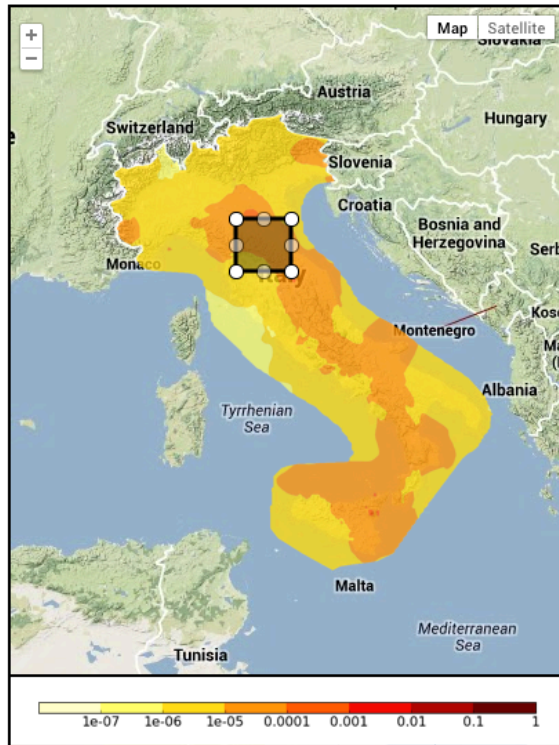 +
−
Map Satellite
Slovakia
Austria
Hungary
Switzerland
Slovenia
Croatia
Bosnia and
Herzegovina
Monaco
Italy
Montenegro
Albania
Tyrrhenian
Sea
Malta
Mediterranean
Sea
Tunisia
1e-07 1e-06 1e-05 0.0001 0.001 0.01 0.1 1